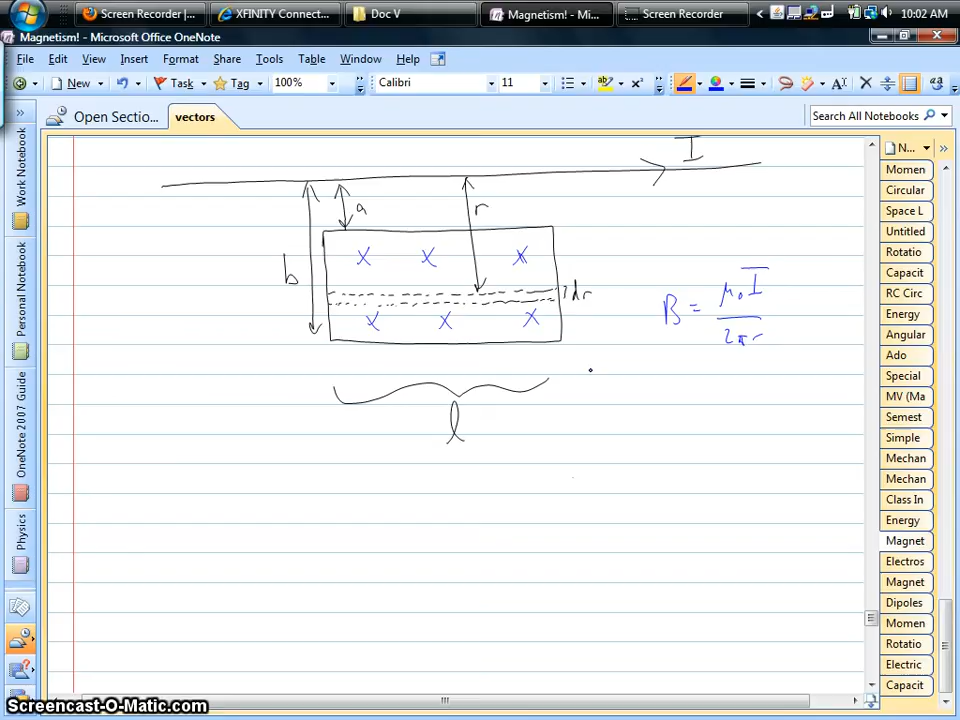 Screen Recorder |...
XFINITY Connect...
Doc V
Magnetism! - Mi...
Screen Recorder
10:02 AM
Magnetism! - Microsoft Office OneNote
File Edit View Insert Format Share Tools Table Window Help
New Task Tag 100% Calibri 11
Open Sectio... vectors
Search All Notebooks
Work Notebook
Personal Notebook
OneNote 2007 Guide
Physics
N...
Momen
Circular
Space L
Untitled
Rotatio
Capacit
RC Circ
Energy
Angular
Ado
Special
MV (Ma
Semest
Simple
Mechan
Mechan
Class In
Energy
Magnet
Electros
Magnet
Dipoles
Momen
Rotatio
Electric
Capacit
I
a
r
b
x x x
dr
x x x
B = μ₀I / 2πr
l
Screencast-O-Matic.com